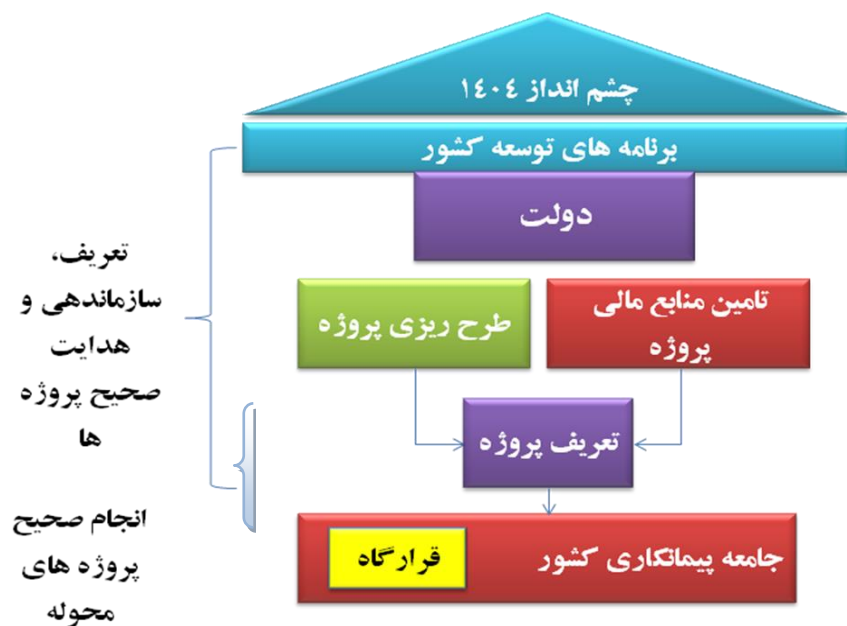 چشم انداز ١٤٠٤
برنامه های توسعه کشور
دولت
تامین منابع مالی
پروژه
طرح ریزی پروژه
تعریف پروژه
جامعه پیمانکاری کشور
قرارگاه
تعریف،
سازماندهی و
هدایت
صحیح پروژه
ها
انجام صحیح
پروژه های
محوله